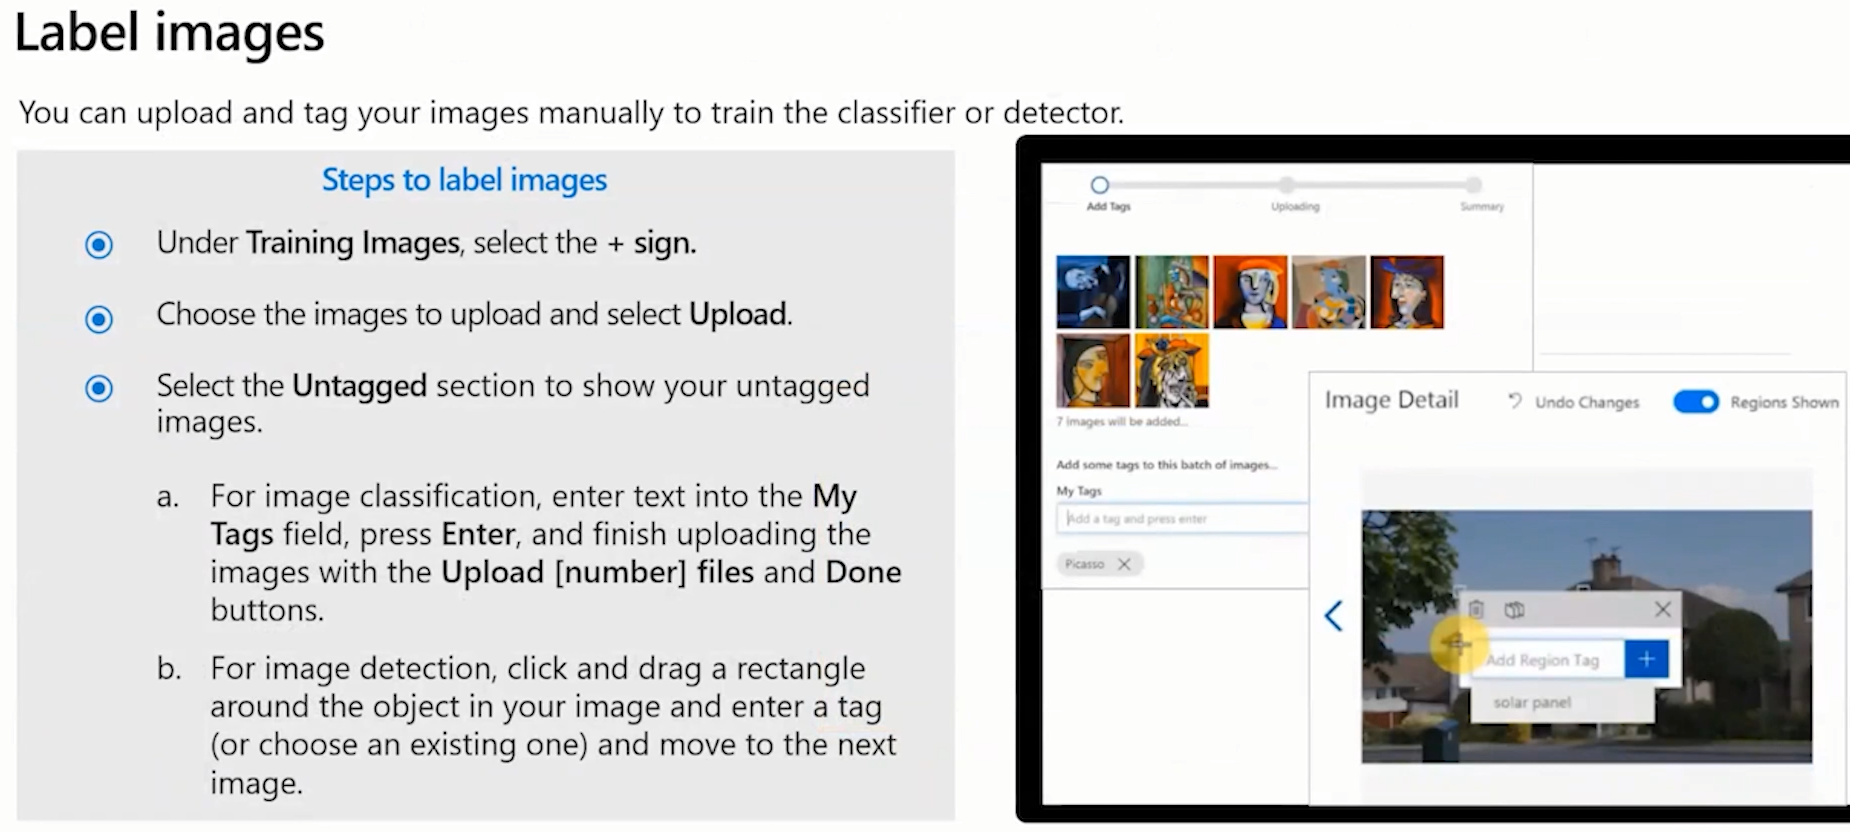 Label images
You can upload and tag your images manually to train the classifier or detector.
Steps to label images
Under Training Images, select the + sign.
Choose the images to upload and select Upload.
Select the Untagged section to show your untagged
images.
a. For image classification, enter text into the My
Tags field, press Enter, and finish uploading the
images with the Upload [number] files and Done
buttons.
b. For image detection, click and drag a rectangle
around the object in your image and enter a tag
(or choose an existing one) and move to the next
image.
Add Tags
Uploading
Summary
7 images will be added...
Add some tags to this batch of images...
My Tags
Add a tag and press enter
Picasso
Image Detail
Undo Changes
Regions Shown
Add Region Tag
solar panel